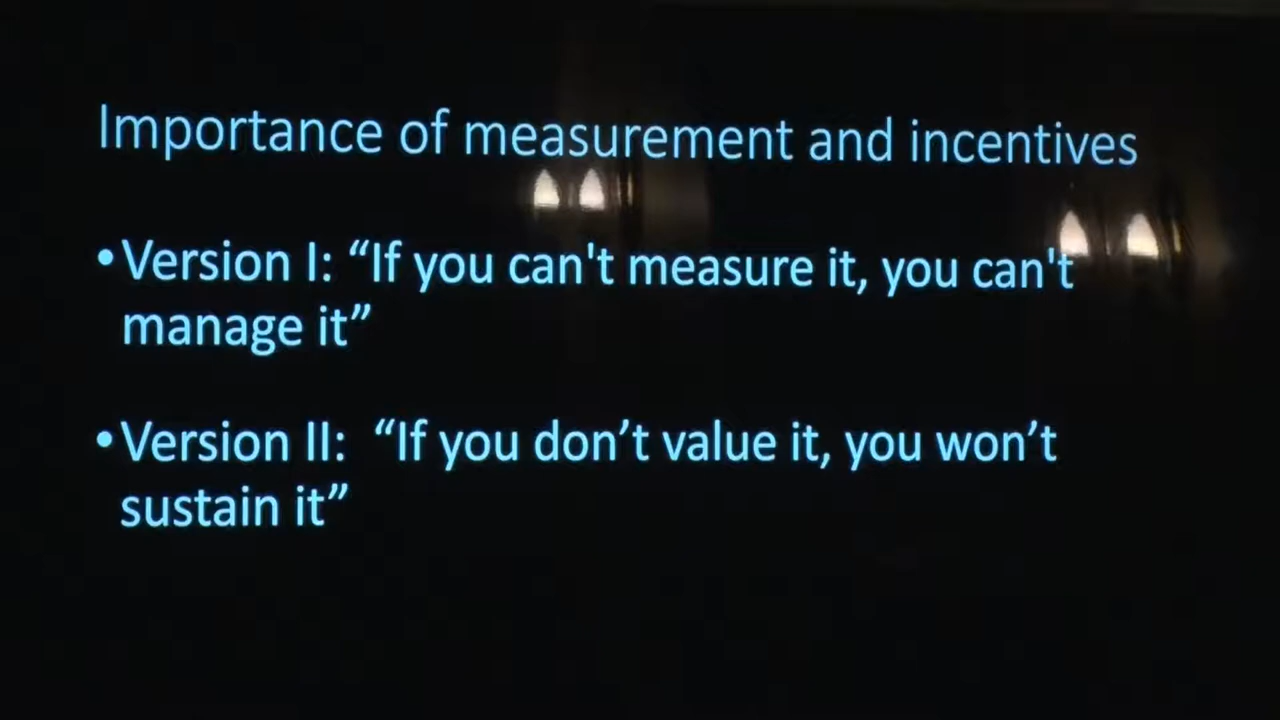 Importance of measurement and incentives
•Version I: “If you can't measure it, you can't
manage it”
•Version II:  “If you don’t value it, you won’t
sustain it”